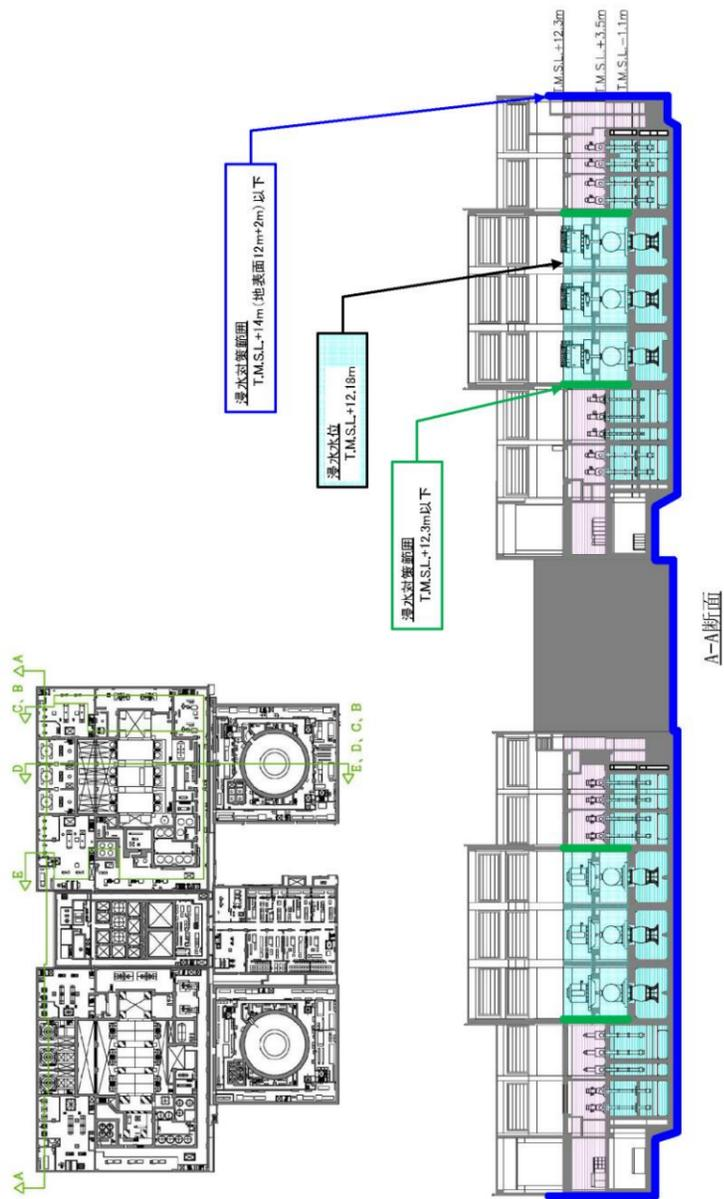 T.M.S.L.+12.3m
T.M.S.L.+3.5m
T.M.S.L.-1.1m
浸水対策範囲
T.M.S.L.+14m(地表面12m+2m)以下
浸水水位
T.M.S.L+12.18m
浸水対策範囲
T.M.S.L.+12.3m以下
A
C, B
D
E
A
E, D, C, B
A-A断面